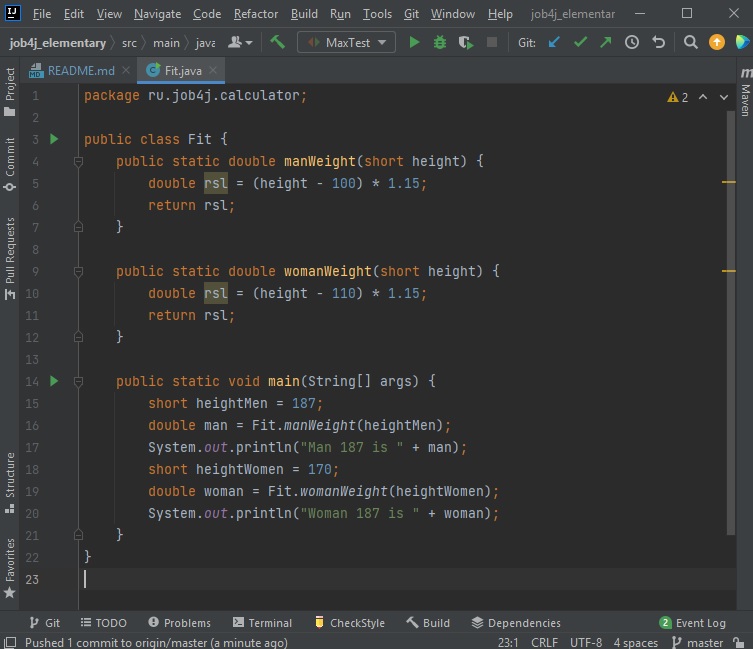 File Edit View Navigate Code Refactor Build Run Tools Git Window Help job4j_elementar
job4j_elementary src main java MaxTest Git:
README.md Fit.java
Project
Commit
Pull Requests
Structure
Favorites
Maven
2
1 package ru.job4j.calculator;
2
3 public class Fit {
4 public static double manWeight(short height) {
5 double rsl = (height - 100) * 1.15;
6 return rsl;
7 }
8
9 public static double womanWeight(short height) {
10 double rsl = (height - 110) * 1.15;
11 return rsl;
12 }
13
14 public static void main(String[] args) {
15 short heightMen = 187;
16 double man = Fit.manWeight(heightMen);
17 System.out.println("Man 187 is " + man);
18 short heightWomen = 170;
19 double woman = Fit.womanWeight(heightWomen);
20 System.out.println("Woman 187 is " + woman);
21 }
22 }
23
Git TODO Problems Terminal CheckStyle Build Dependencies 2 Event Log
Pushed 1 commit to origin/master (a minute ago) 23:1 CRLF UTF-8 4 spaces master